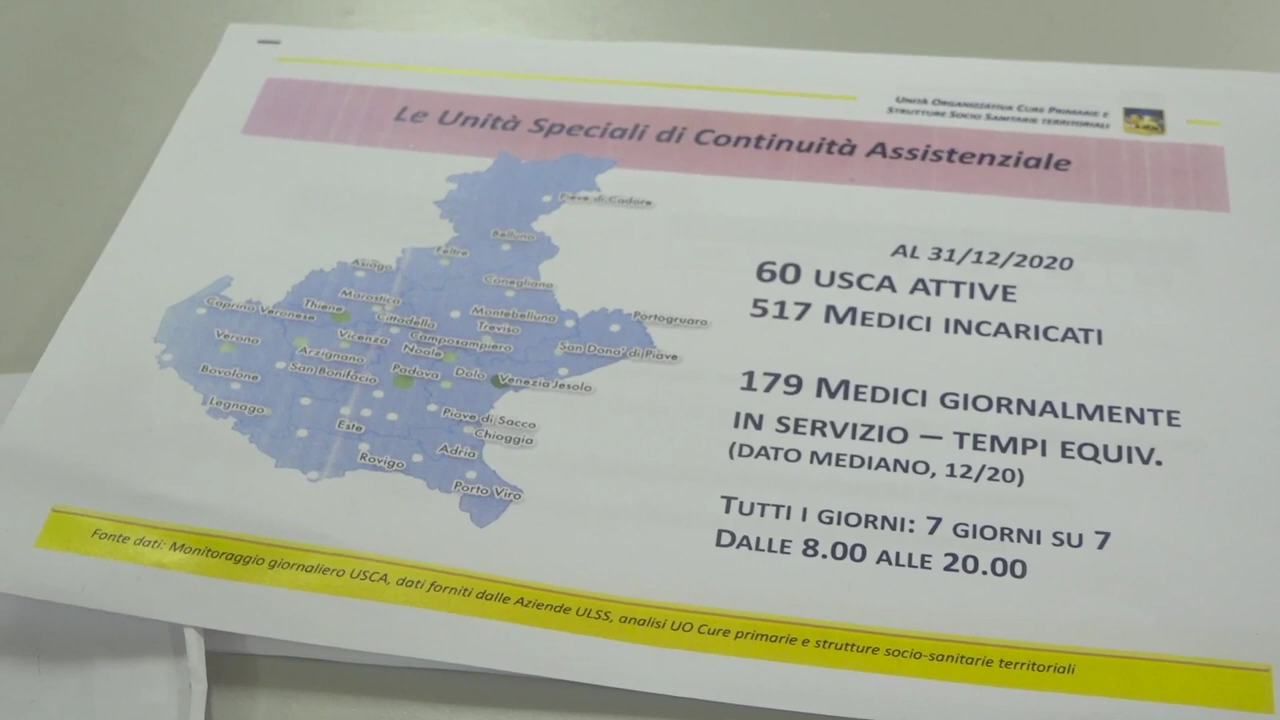 Unità Organizzativa Cure Primarie e
Strutture Socio Sanitarie territoriali
Le Unità Speciali di Continuità Assistenziale
Pieve di Cadore
Belluno
Feltre
Asiago
Conegliano
Marostica
Caprino Veronese
Thiene
Montebelluna
Portogruaro
Cittadella
Treviso
Verona
Vicenza
Camposampiero
Noale
San Dona' di Piave
Arzignano
Bovolone
San Bonifacio
Padova
Dolo
Venezia
Jesolo
Legnago
Piove di Sacco
Este
Chioggia
Adria
Rovigo
Porto Viro
AL 31/12/2020
60 USCA ATTIVE
517 MEDICI INCARICATI
179 MEDICI GIORNALMENTE
IN SERVIZIO – TEMPI EQUIV.
(DATO MEDIANO, 12/20)
TUTTI I GIORNI: 7 GIORNI SU 7
DALLE 8.00 ALLE 20.00
Fonte dati: Monitoraggio giornaliero USCA, dati forniti dalle Aziende ULSS, analisi UO Cure primarie e strutture socio-sanitarie territoriali